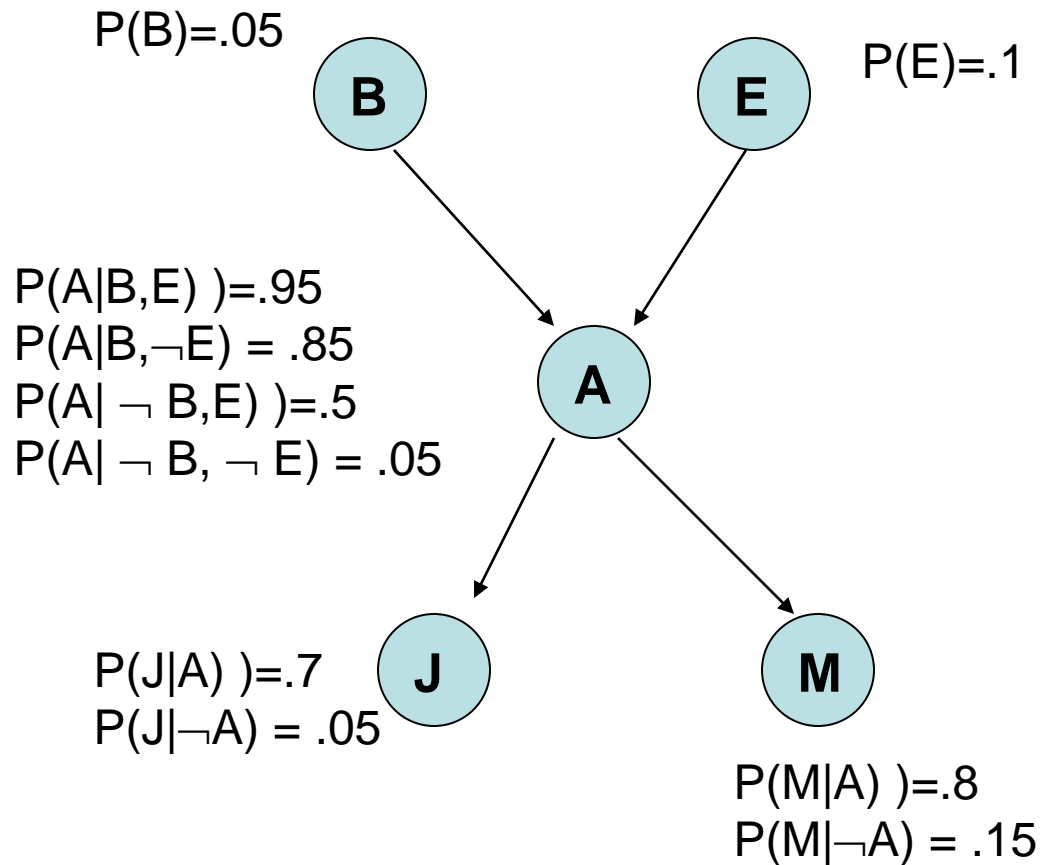 P(B)=.05
P(E)=.1
B
E
P(A|B,E) )=.95
P(A|B,¬E) = .85
P(A| ¬ B,E) )=.5
P(A| ¬ B, ¬ E) = .05
A
P(J|A) )=.7
P(J|¬A) = .05
J
M
P(M|A) )=.8
P(M|¬A) = .15